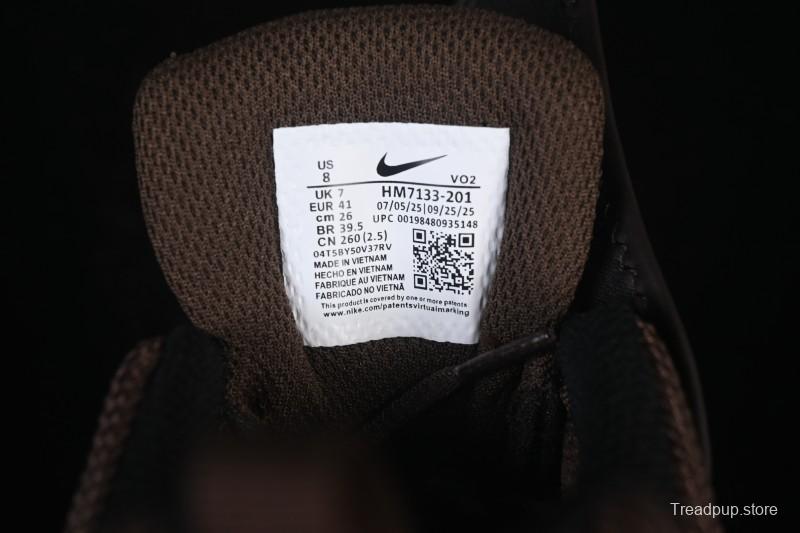 US
8
VO2
UK 7
HM7133-201
EUR 41
07/05/25|09/25/25
cm 26
UPC 00198480935148
BR 39.5
CN 260 (2.5)
04T5BY50V37RV
MADE IN VIETNAM
HECHO EN VIETNAM
FABRIQUE AU VIETNAM
FABRICADO NO VIETNÃ
This product is covered by one or more patents
www.nike.com/patentsvirtualmarking
Treadpup.store